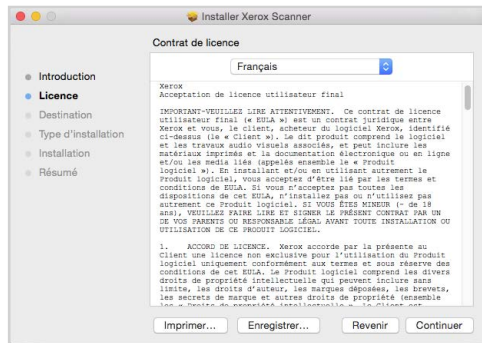 Installer Xerox Scanner
Contrat de licence
Introduction
Licence
Destination
Type d'installation
Installation
Résumé
Français
Xerox
Acceptation de licence utilisateur final
IMPORTANT-VEUILLEZ LIRE ATTENTIVEMENT.  Ce contrat de licence
utilisateur final (« EULA ») est un contrat juridique entre
Xerox et vous, le client, acheteur du logiciel Xerox, identifié
ci-dessus (le « Client »). Le dit produit comprend le logiciel
et les travaux audio visuels associés, et peut inclure les
matériaux imprimés et la documentation électronique ou en ligne
et/ou les media liés (appelés ensemble le « Produit
logiciel »). En installant et/ou en utilisant autrement le
Produit logiciel, vous acceptez d'être lié par les termes et
conditions de EULA. Si vous n'acceptez pas toutes les
dispositions de cet EULA, n'installez pas ou n'utilisez pas
autrement ce Produit logiciel. SI VOUS ÊTES MINEUR (- de 18
ans), VEUILLEZ FAIRE LIRE ET SIGNER LE PRÉSENT CONTRAT PAR UN
DE VOS PARENTS OU RESPONSABLE LÉGAL AVANT TOUTE INSTALLATION OU
UTILISATION DE CE PRODUIT LOGICIEL.
1.    ACCORD DE LICENCE.  Xerox accorde par la présente au
Client une licence non exclusive pour l'utilisation du Produit
logiciel uniquement conformément aux termes et sous réserve des
conditions de cet EULA. Le Produit logiciel comprend les divers
droits de propriété intellectuelle qui peuvent inclure sans
limite, les droits d'auteur, les marques déposées, les brevets,
les secrets de marque et autres droits de propriété (ensemble
Imprimer...
Enregistrer...
Revenir
Continuer